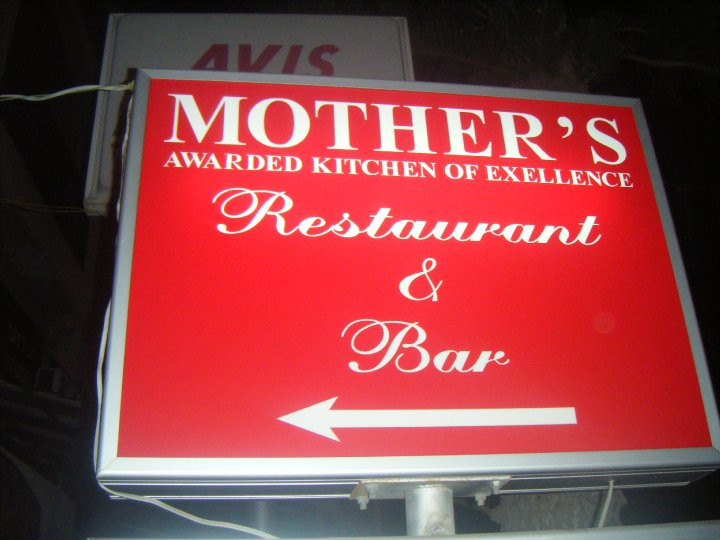 AVIS
MOTHER'S
AWARDED KITCHEN OF EXELLENCE
Restaurant
&
Bar